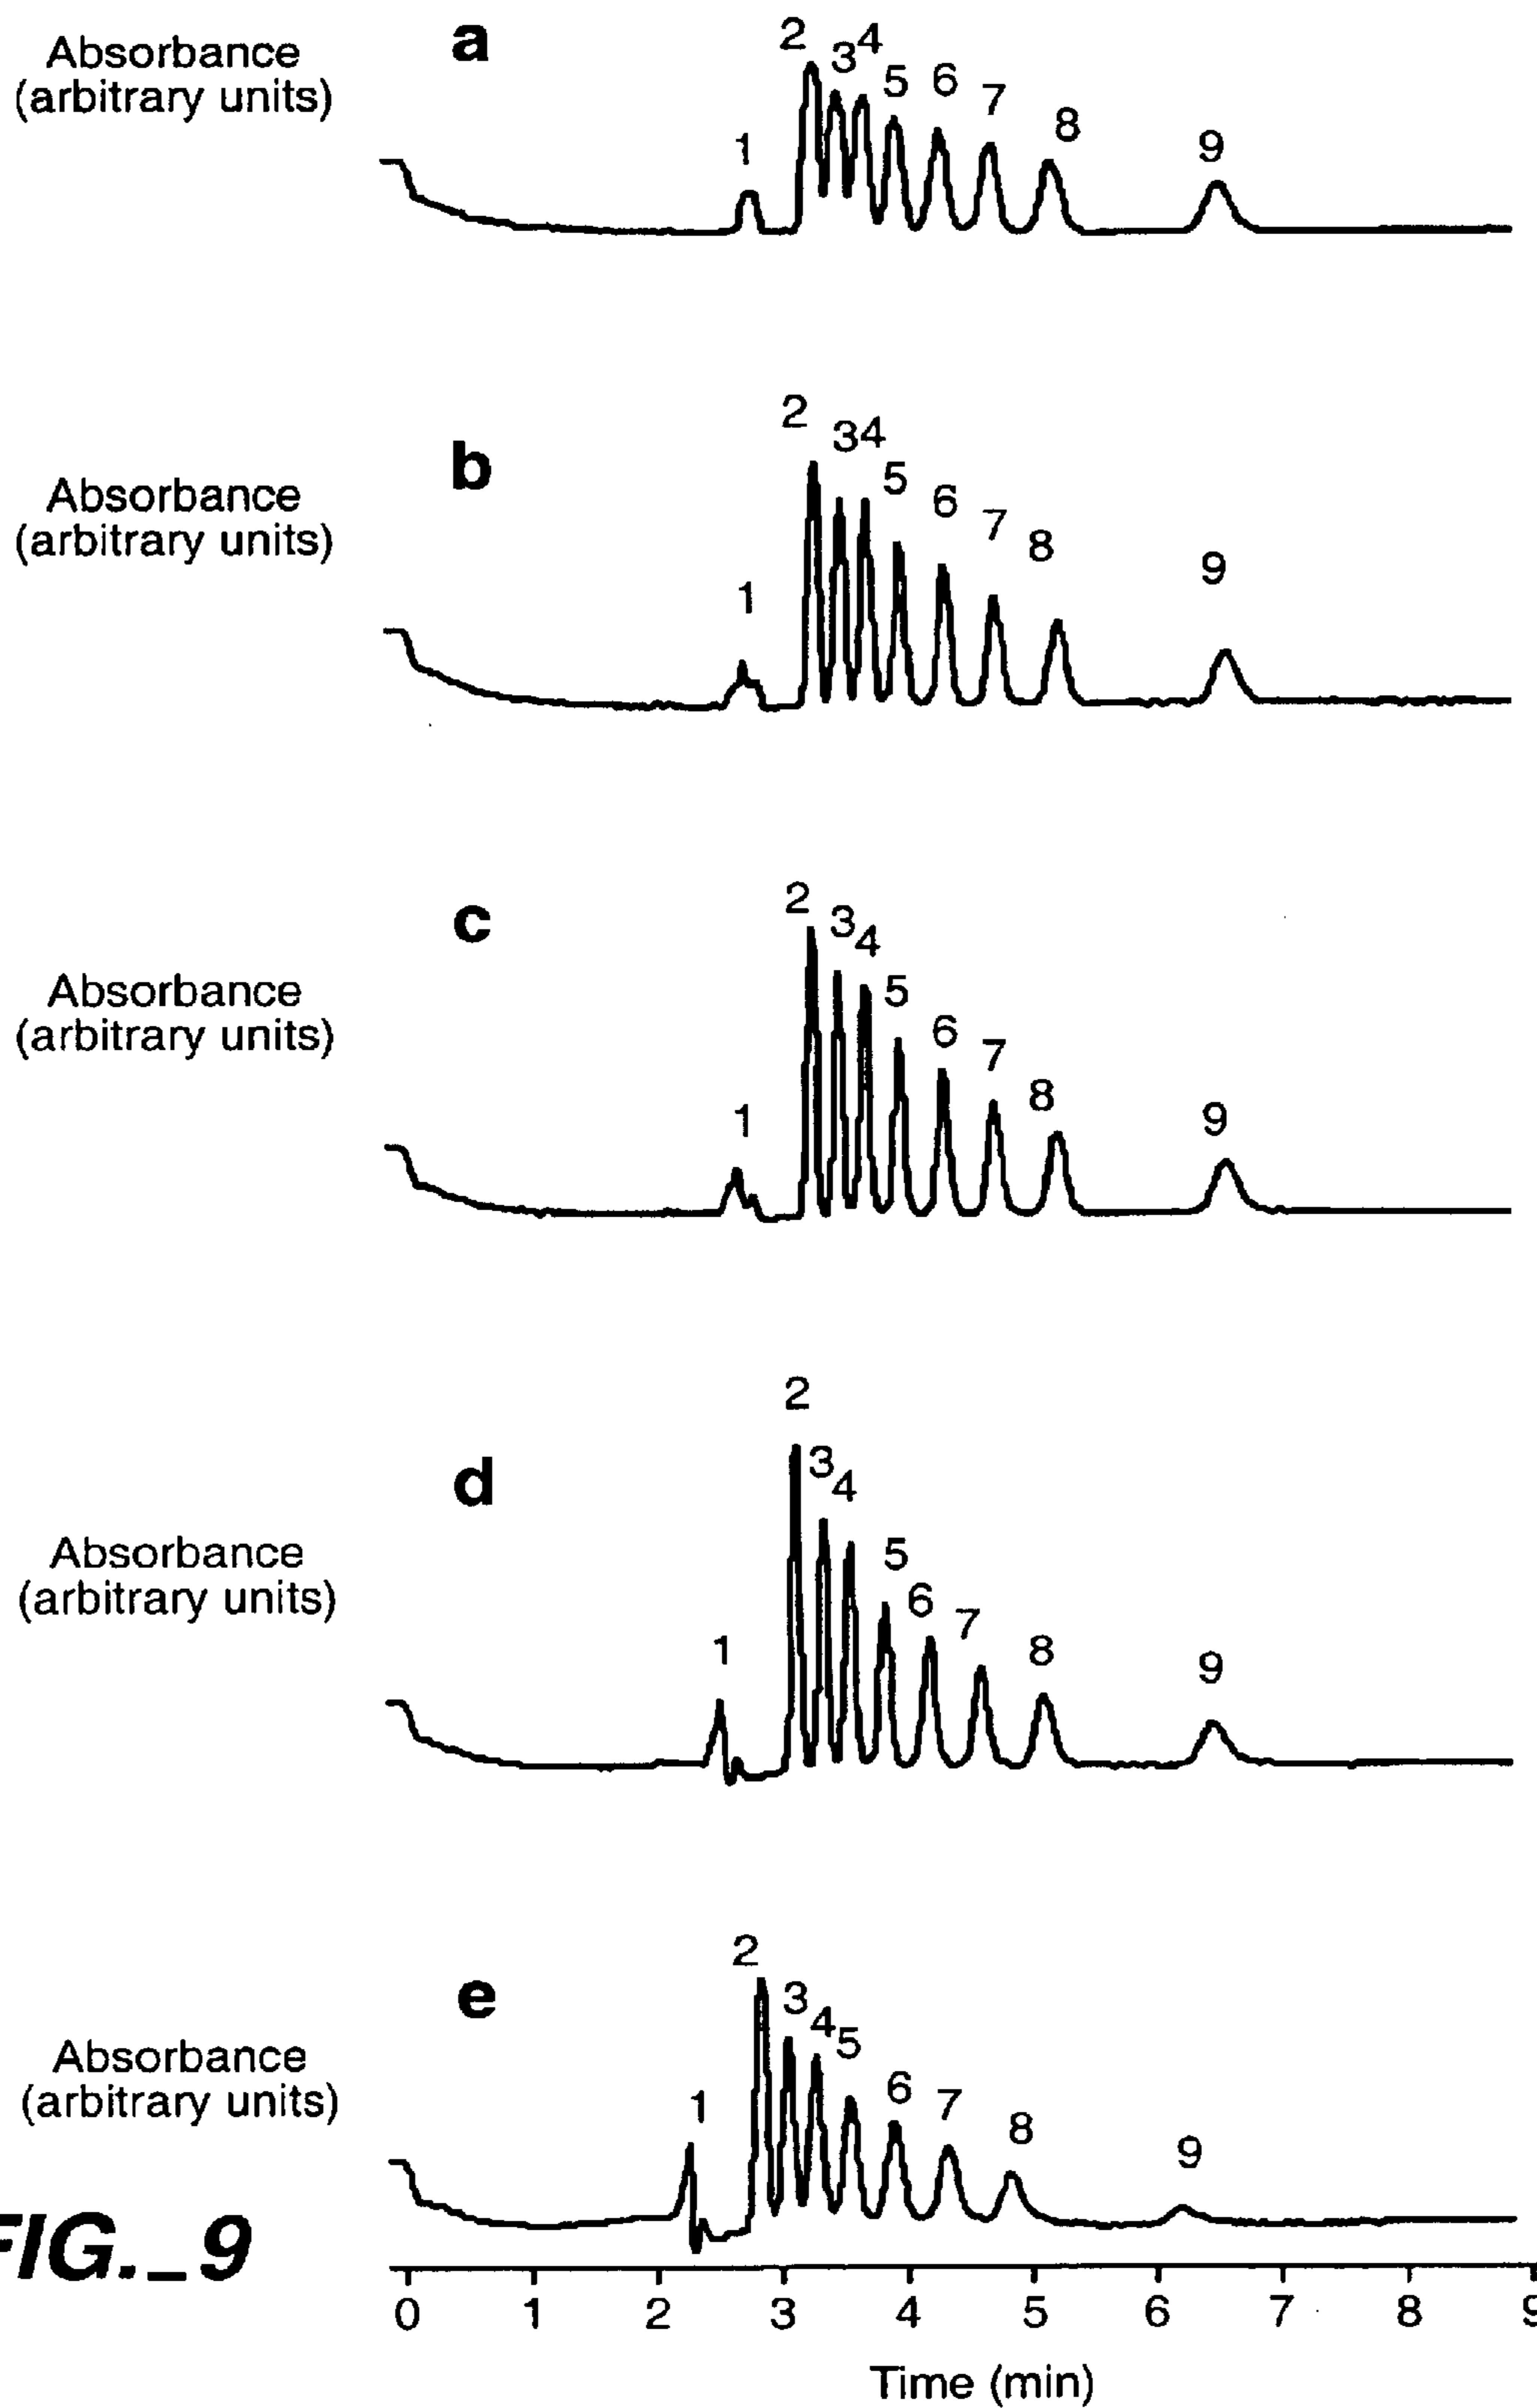 a
Absorbance
(arbitrary units)
1 2 3 4 5 6 7 8 9
b
Absorbance
(arbitrary units)
1 2 3 4 5 6 7 8 9
c
Absorbance
(arbitrary units)
1 2 3 4 5 6 7 8 9
d
Absorbance
(arbitrary units)
1 2 3 4 5 6 7 8 9
e
Absorbance
(arbitrary units)
1 2 3 4 5 6 7 8 9
FIG._9
0 1 2 3 4 5 6 7 8 9
Time (min)